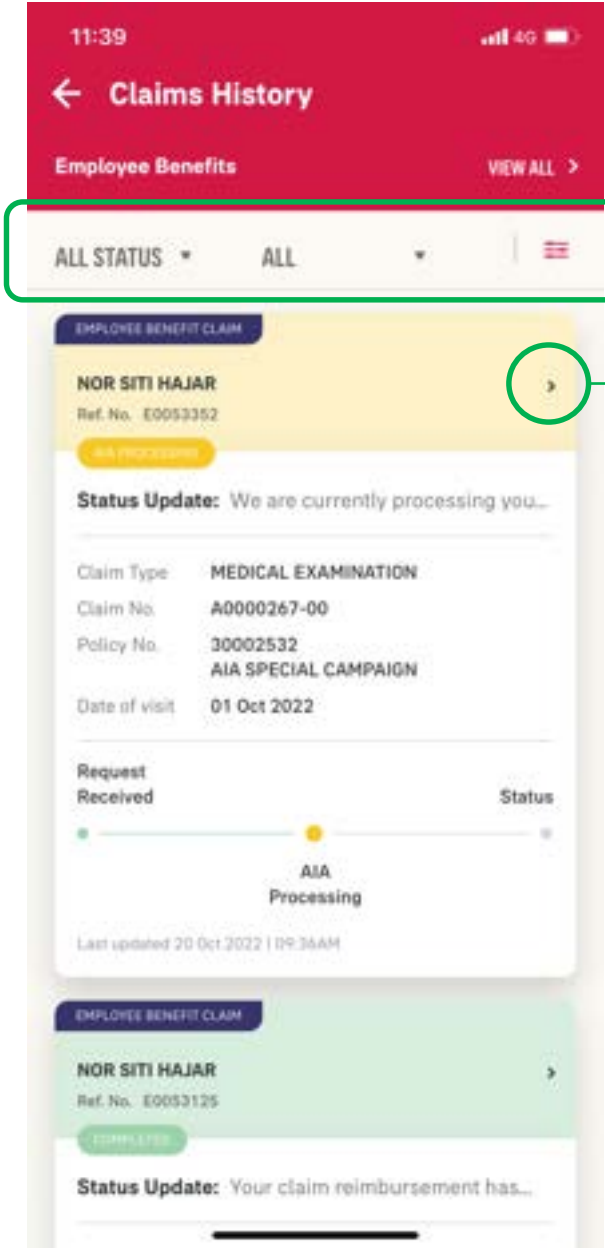 11:39 4G
← Claims History
Employee Benefits VIEW ALL >
ALL STATUS ▾ ALL ▾
EMPLOYEE BENEFIT CLAIM
NOR SITI HAJAR >
Ref. No. E0053352
AIA PROCESSING
Status Update: We are currently processing you...
Claim Type MEDICAL EXAMINATION
Claim No. A0000267-00
Policy No. 30002532
AIA SPECIAL CAMPAIGN
Date of visit 01 Oct 2022
Request
Received Status
AIA
Processing
Last updated 20 Oct 2022 | 09:36AM
EMPLOYEE BENEFIT CLAIM
NOR SITI HAJAR >
Ref. No. E0053125
COMPLETED
Status Update: Your claim reimbursement has...